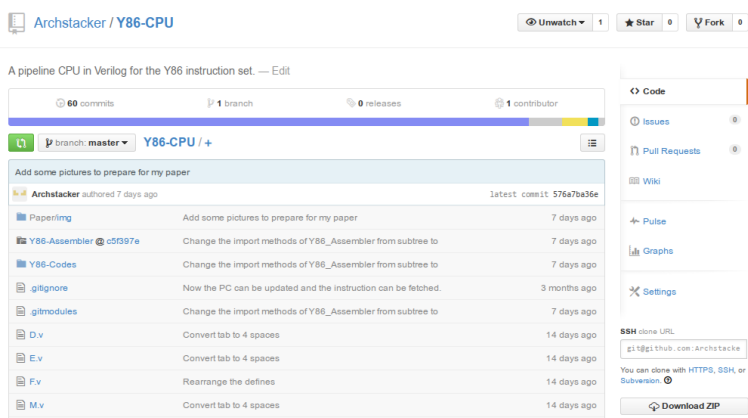 Archstacker / Y86-CPU
Unwatch 1 Star 0 Fork 0
A pipeline CPU in Verilog for the Y86 instruction set. — Edit
60 commits 1 branch 0 releases 1 contributor
branch: master Y86-CPU / +
Add some pictures to prepare for my paper
Archstacker authored 7 days ago latest commit 576a7ba36e
Paper/img Add some pictures to prepare for my paper 7 days ago
Y86-Assembler @ c5f397e Change the import methods of Y86_Assembler from subtree to 7 days ago
Y86-Codes Change the import methods of Y86_Assembler from subtree to 7 days ago
.gitignore Now the PC can be updated and the instruction can be fetched. 3 months ago
.gitmodules Change the import methods of Y86_Assembler from subtree to 7 days ago
D.v Convert tab to 4 spaces 14 days ago
E.v Convert tab to 4 spaces 14 days ago
F.v Rearrange the defines 14 days ago
M.v Convert tab to 4 spaces 14 days ago
Code
Issues 0
Pull Requests 0
Wiki
Pulse
Graphs
Settings
SSH clone URL
git@github.com:Archstacke
You can clone with HTTPS, SSH, or
Subversion.
Download ZIP